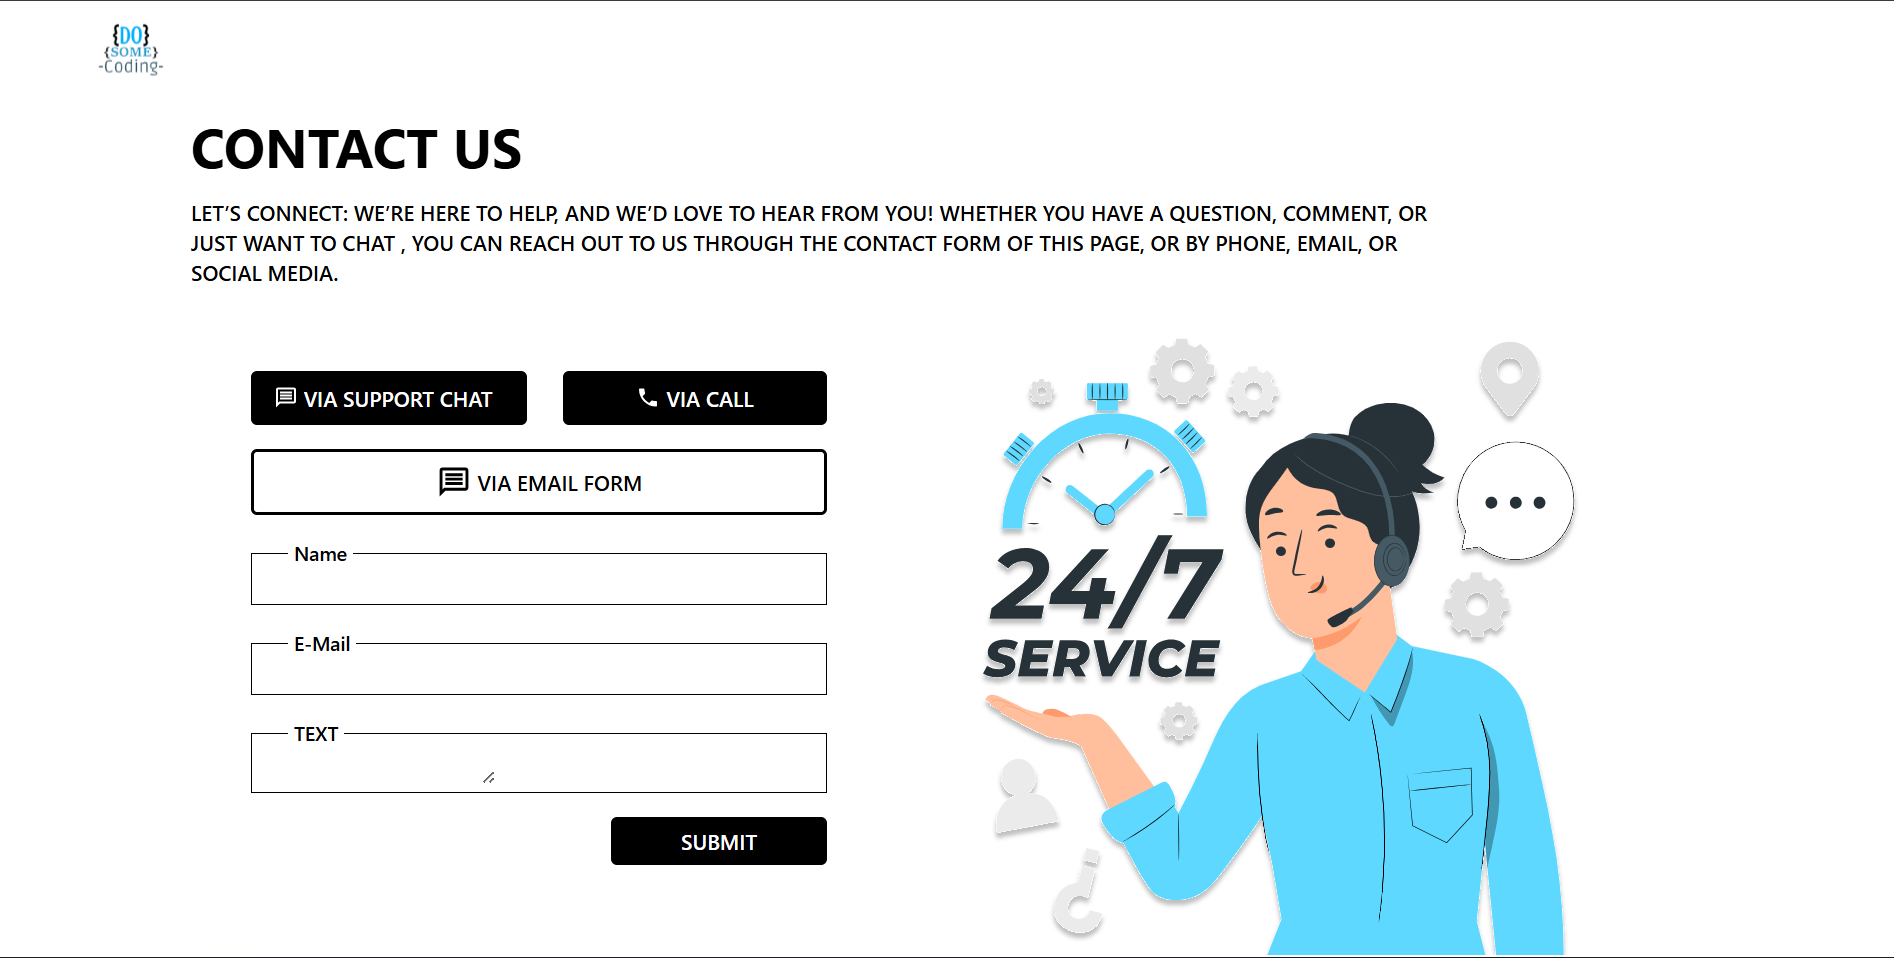 {DO}
{SOME}
-Coding-
CONTACT US
LET’S CONNECT: WE’RE HERE TO HELP, AND WE’D LOVE TO HEAR FROM YOU! WHETHER YOU HAVE A QUESTION, COMMENT, OR
JUST WANT TO CHAT , YOU CAN REACH OUT TO US THROUGH THE CONTACT FORM OF THIS PAGE, OR BY PHONE, EMAIL, OR
SOCIAL MEDIA.
VIA SUPPORT CHAT
VIA CALL
VIA EMAIL FORM
Name
E-Mail
TEXT
SUBMIT
24/7
SERVICE